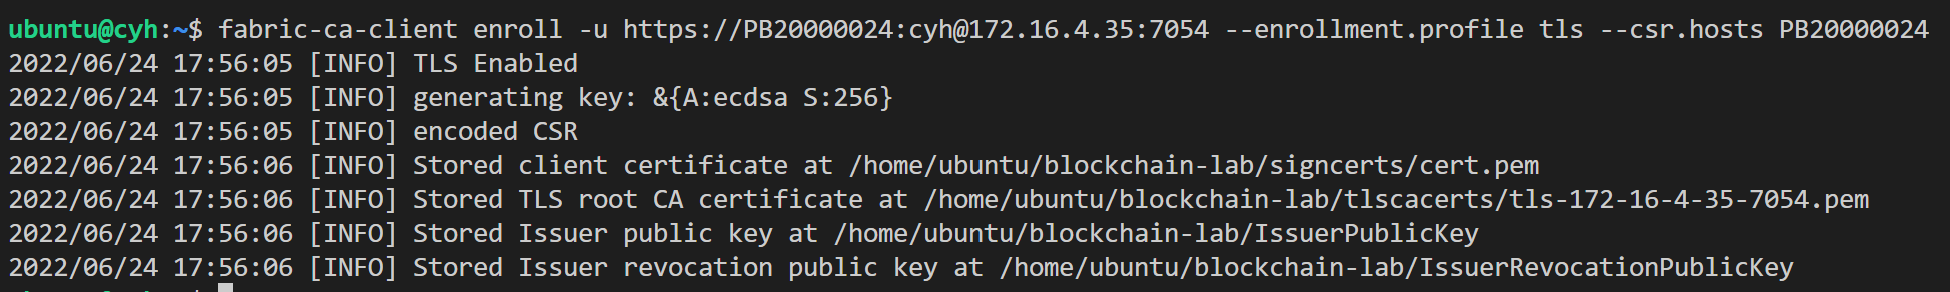 ubuntu@cyh:~$ fabric-ca-client enroll -u https://PB20000024:cyh@172.16.4.35:7054 --enrollment.profile tls --csr.hosts PB20000024
2022/06/24 17:56:05 [INFO] TLS Enabled
2022/06/24 17:56:05 [INFO] generating key: &{A:ecdsa S:256}
2022/06/24 17:56:05 [INFO] encoded CSR
2022/06/24 17:56:06 [INFO] Stored client certificate at /home/ubuntu/blockchain-lab/signcerts/cert.pem
2022/06/24 17:56:06 [INFO] Stored TLS root CA certificate at /home/ubuntu/blockchain-lab/tlscacerts/tls-172-16-4-35-7054.pem
2022/06/24 17:56:06 [INFO] Stored Issuer public key at /home/ubuntu/blockchain-lab/IssuerPublicKey
2022/06/24 17:56:06 [INFO] Stored Issuer revocation public key at /home/ubuntu/blockchain-lab/IssuerRevocationPublicKey